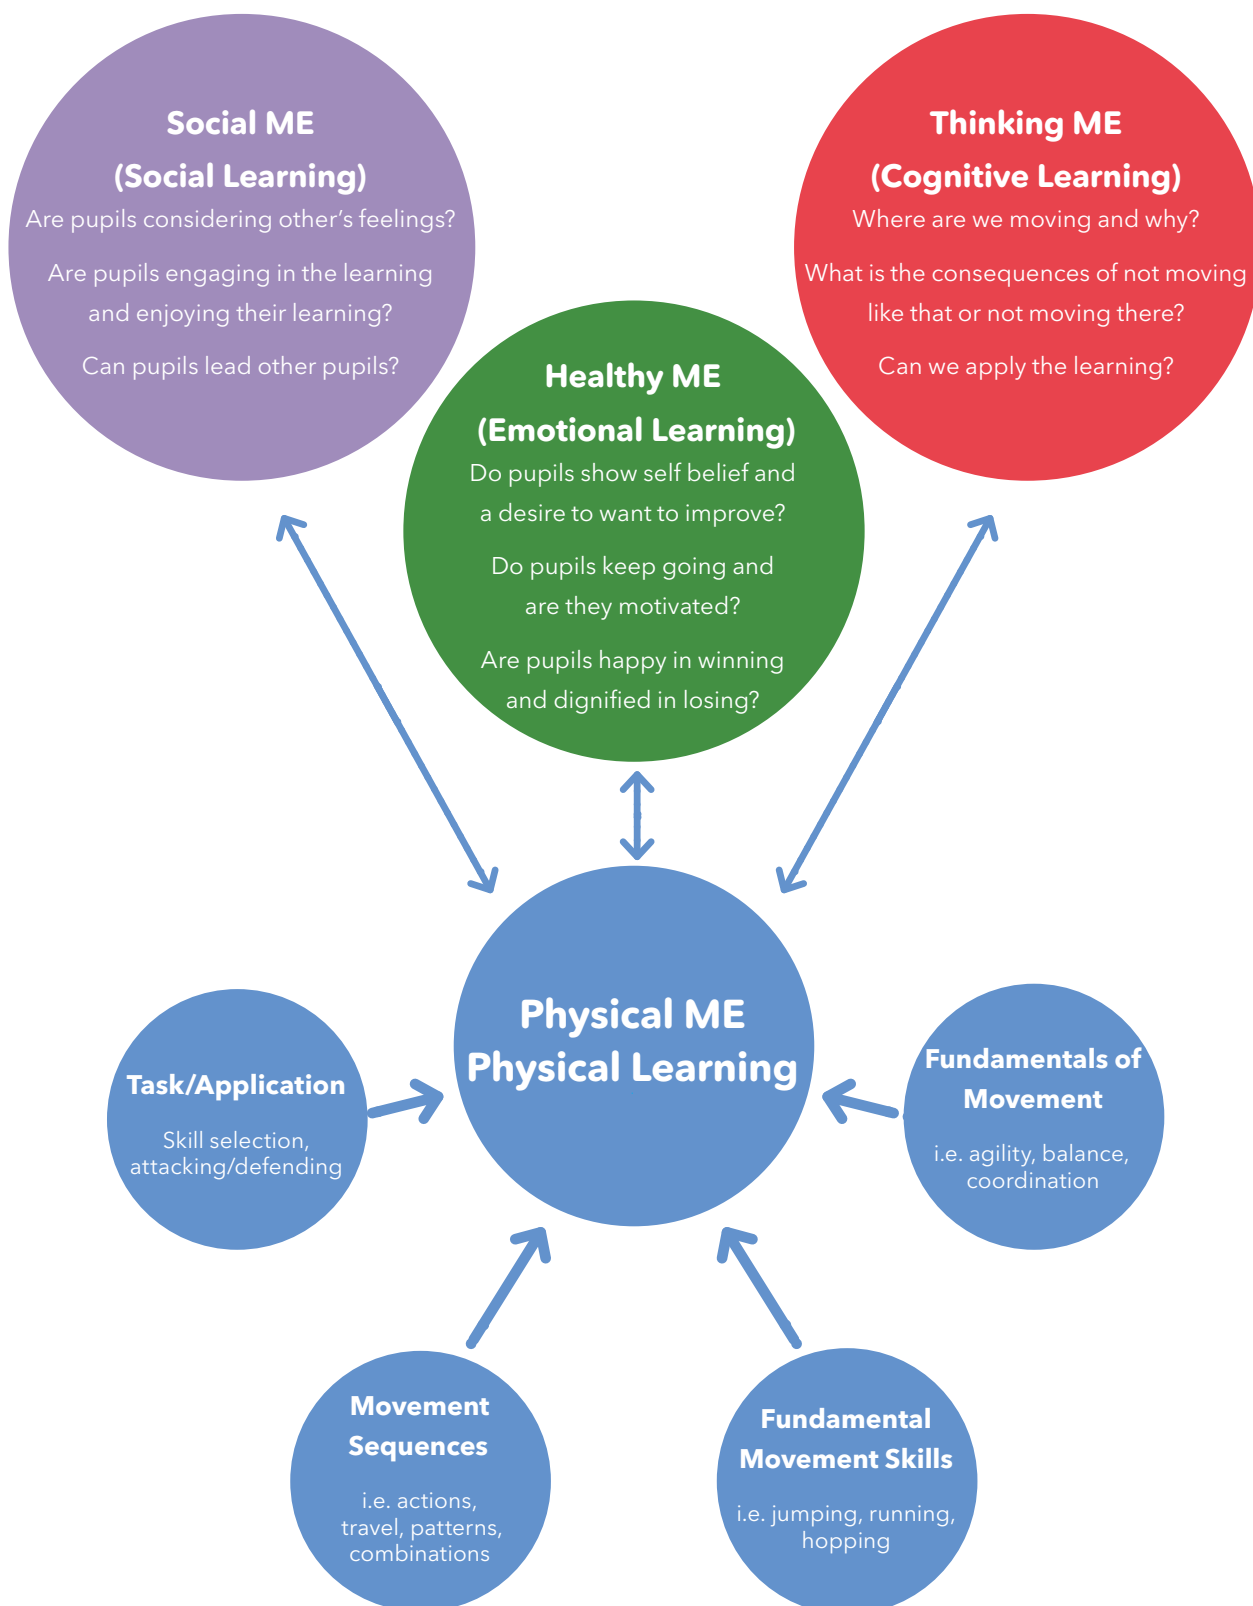 Social ME
(Social Learning)
Are pupils considering other's feelings?
Are pupils engaging in the learning
and enjoying their learning?
Can pupils lead other pupils?
Thinking ME
(Cognitive Learning)
Where are we moving and why?
What is the consequences of not moving
like that or not moving there?
Can we apply the learning?
Healthy ME
(Emotional Learning)
Do pupils show self belief and
a desire to want to improve?
Do pupils keep going and
are they motivated?
Are pupils happy in winning
and dignified in losing?
Physical ME
Physical Learning
Task/Application
Skill selection,
attacking/defending
Fundamentals of
Movement
i.e. agility, balance,
coordination
Movement
Sequences
i.e. actions,
travel, patterns,
combinations
Fundamental
Movement Skills
i.e. jumping, running,
hopping